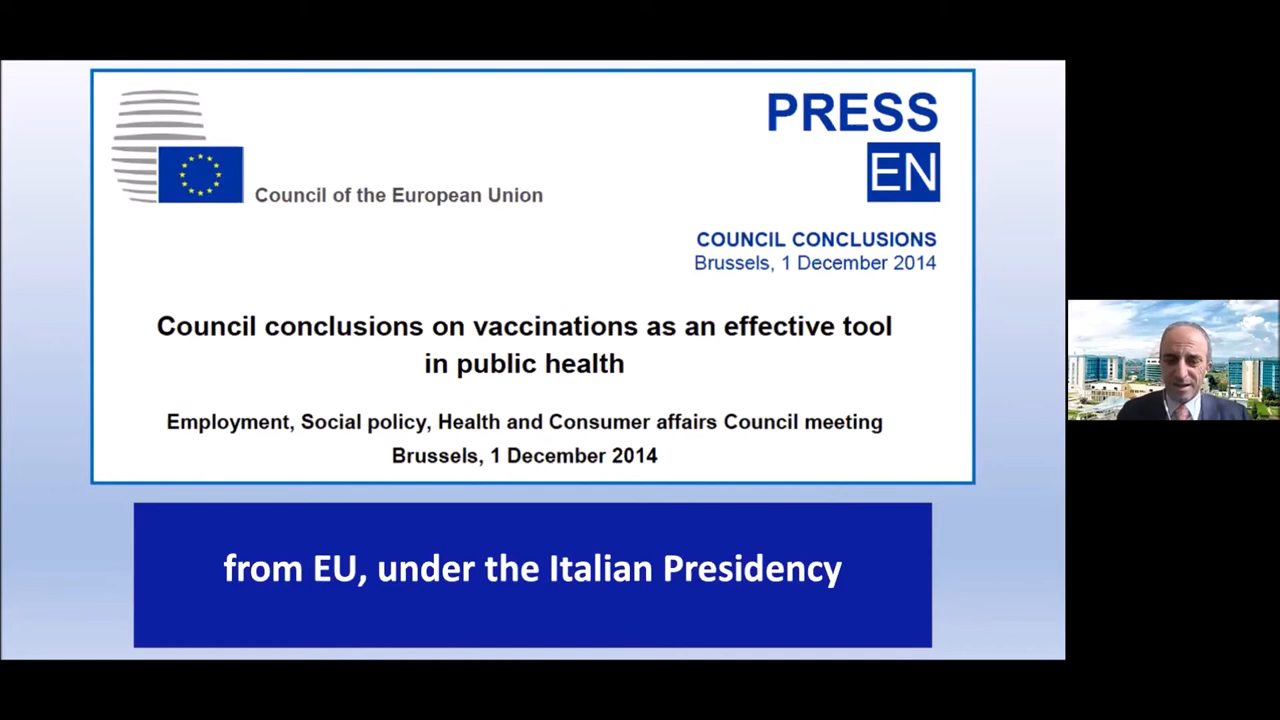 PRESS
EN
Council of the European Union
COUNCIL CONCLUSIONS
Brussels, 1 December 2014
Council conclusions on vaccinations as an effective tool
in public health
Employment, Social policy, Health and Consumer affairs Council meeting
Brussels, 1 December 2014
from EU, under the Italian Presidency